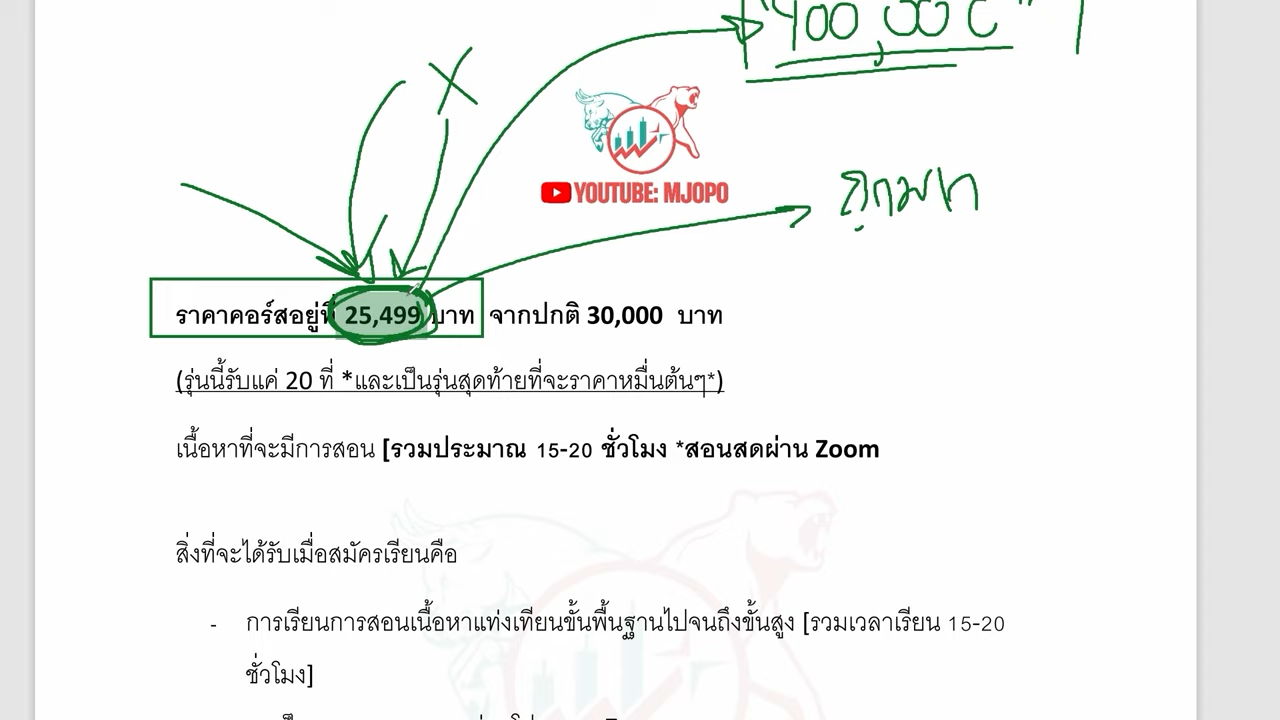 400,000
YOUTUBE: MJOPO
ถูกมาก
ราคาคอร์สอยู่ที่ 25,499 บาท จากปกติ 30,000 บาท
(รุ่นนี้รับแค่ 20 ที่ *และเป็นรุ่นสุดท้ายที่จะราคาหมื่นต้นๆ*)
เนื้อหาที่จะมีการสอน [รวมประมาณ 15-20 ชั่วโมง *สอนสดผ่าน Zoom
สิ่งที่จะได้รับเมื่อสมัครเรียนคือ
- การเรียนการสอนเนื้อหาแท่งเทียนขั้นพื้นฐานไปจนถึงขั้นสูง [รวมเวลาเรียน 15-20
ชั่วโมง]